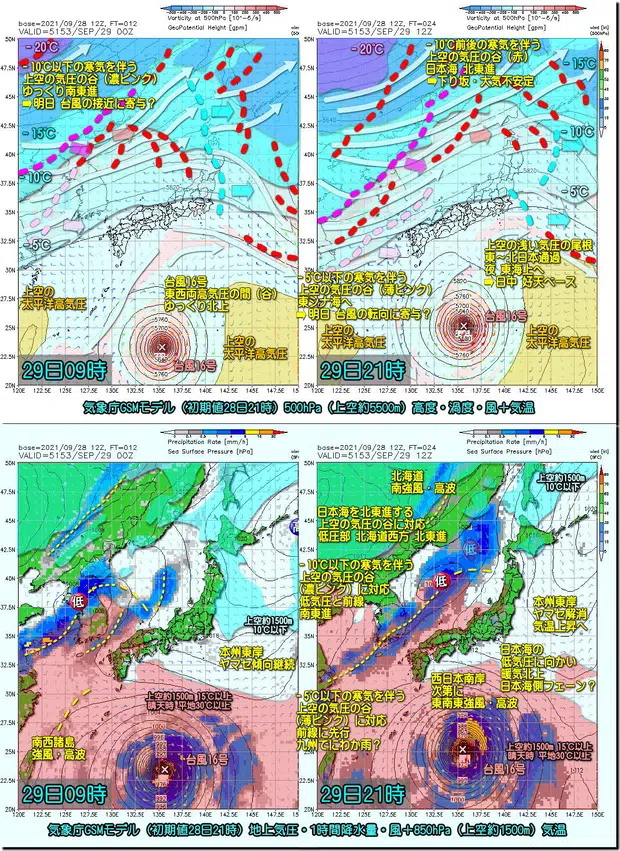 base=2021/09/28 12Z, FT=012
VALID=5153/SEP/29 00Z
Vorticity at 500hPa [10^-6/s]
GeoPotential Height [gpm]
-20℃
-10℃以下の寒気を伴う
上空の気圧の谷(濃ピンク)
ゆっくり南東進
➡明日 台風の接近に寄与?
-15℃
-10℃
-5℃
5820
台風16号
東西両高気圧の間(谷)
ゆっくり北上
上空の
太平洋高気圧
5760
5700
上空の
太平洋高気圧
台風16号
29日09時
base=2021/09/28 12Z, FT=024
VALID=5153/SEP/29 12Z
Vorticity at 500hPa [10^-6/s]
GeoPotential Height [gpm]
-20℃
-10℃前後の寒気を伴う
上空の気圧の谷(赤)
日本海 北東進
➡下り坂・大気不安定
-10℃
-15℃
-5℃
上空の浅い気圧の尾根
東~北日本通過
夜 東海上へ
➡日中 好天ベース
-5℃以下の寒気を伴う
上空の気圧の谷(薄ピンク)
東シナ海へ
➡明日 台風の転向に寄与?
5820
5760
5700
台風16号
上空の
太平洋高気圧
上空の
太平洋高気圧
29日21時
気象庁GSMモデル(初期値28日21時)500hPa(上空約5500m)高度・渦度・風+気温
base=2021/09/28 12Z, FT=012
VALID=5153/SEP/29 00Z
Precipitation Rate [mm/h]
Sea Surface Pressure [hPa]
低
上空約1500m
10℃以下
本州東岸
ヤマセ傾向継続
上空約1500m 15℃以上
晴天時 平地30℃以上
南西諸島
強風・高波
台風16号
29日09時
base=2021/09/28 12Z, FT=024
VALID=5153/SEP/29 12Z
Precipitation Rate [mm/h]
Sea Surface Pressure [hPa]
北海道
南強風・高波
上空約1500m
10℃以下
日本海を北東進する
上空の気圧の谷に対応
低圧部 北海道西方 北東進
低
低
-10℃以下の寒気を伴う
上空の気圧の谷
(濃ピンク)に対応
低気圧と前線
南東進
本州東岸
ヤマセ解消
気温上昇へ
日本海の
低気圧に向かい
暖気北上
日本海側フェーン?
西日本南岸
次第に
東南東強風・高波
-5℃以下の寒気を伴う
上空の気圧の谷
(薄ピンク)に対応
前線に先行
九州でにわか雨?
上空約1500m 15℃以上
晴天時 平地30℃以上
台風16号
29日21時
気象庁GSMモデル(初期値28日21時)地上気圧・1時間降水量・風+850hPa(上空約1500m)気温